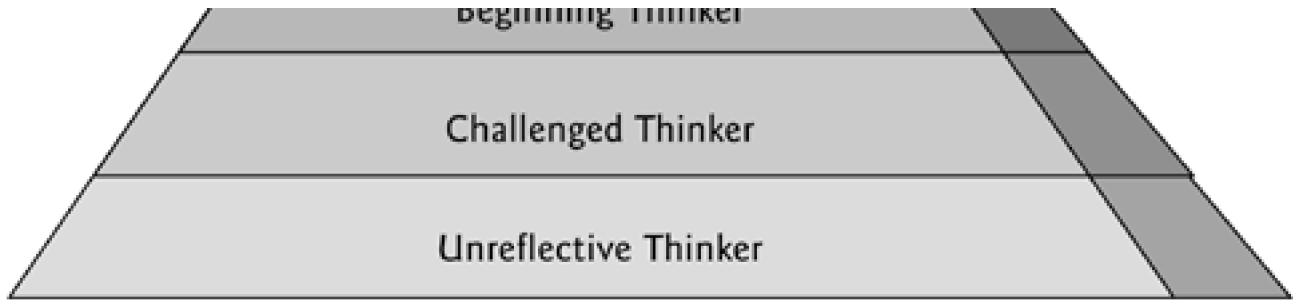 Beginning Thinker
Challenged Thinker
Unreflective Thinker